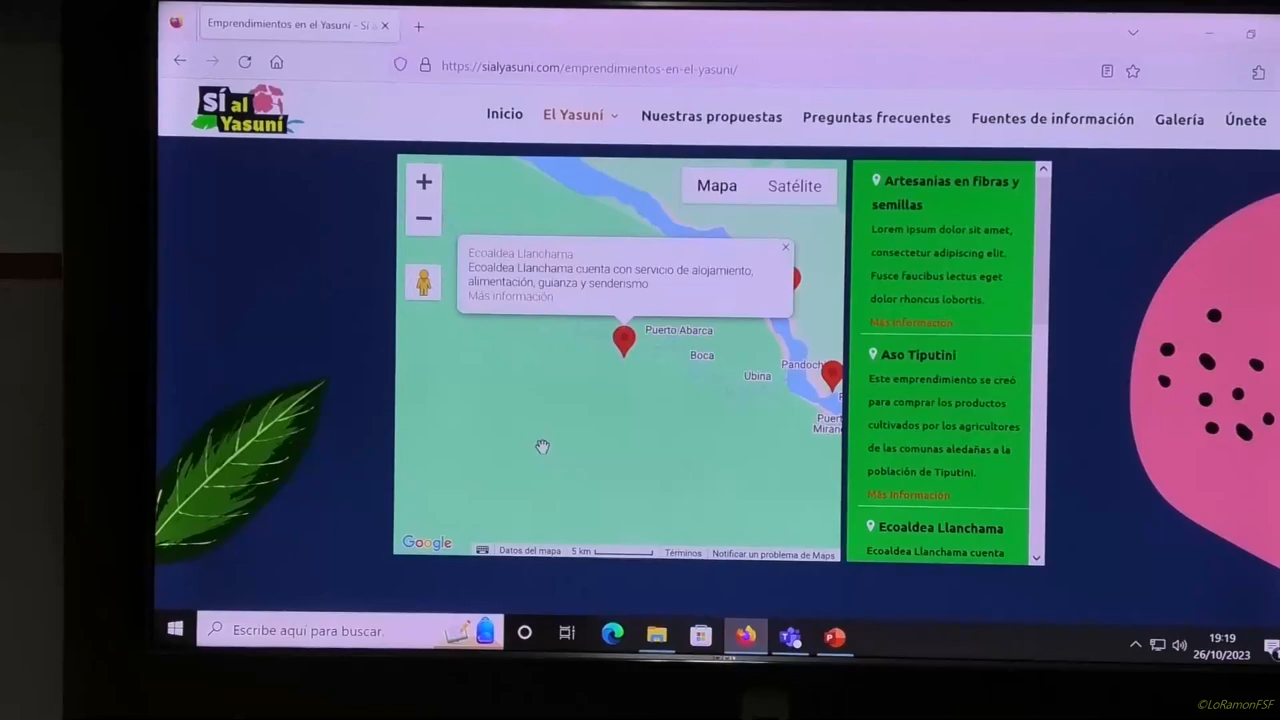 Emprendimientos en el Yasuní - Sí a
https://sialyasuni.com/emprendimientos-en-el-yasuni/
SÍ al
Yasuní
Inicio
El Yasuní
Nuestras propuestas
Preguntas frecuentes
Fuentes de información
Galería
Únete
Mapa
Satélite
Ecoaldea Llanchama
Ecoaldea Llanchama cuenta con servicio de alojamiento,
alimentación, guianza y senderismo
Más información
Puerto Abarca
Boca
Ubina
Pandoch
Puert
Miran
Google
Datos del mapa
5 km
Términos
Notificar un problema de Maps
Artesanías en fibras y
semillas
Lorem ipsum dolor sit amet,
consectetur adipiscing elit.
Fusce faucibus lectus eget
dolor rhoncus lobortis.
Más información
Aso Tiputini
Este emprendimiento se creó
para comprar los productos
cultivados por los agricultores
de las comunas aledañas a la
población de Tiputini.
Más información
Ecoaldea Llanchama
Ecoaldea Llanchama cuenta
Escribe aquí para buscar.
19:19
26/10/2023
©LoRamonFSF